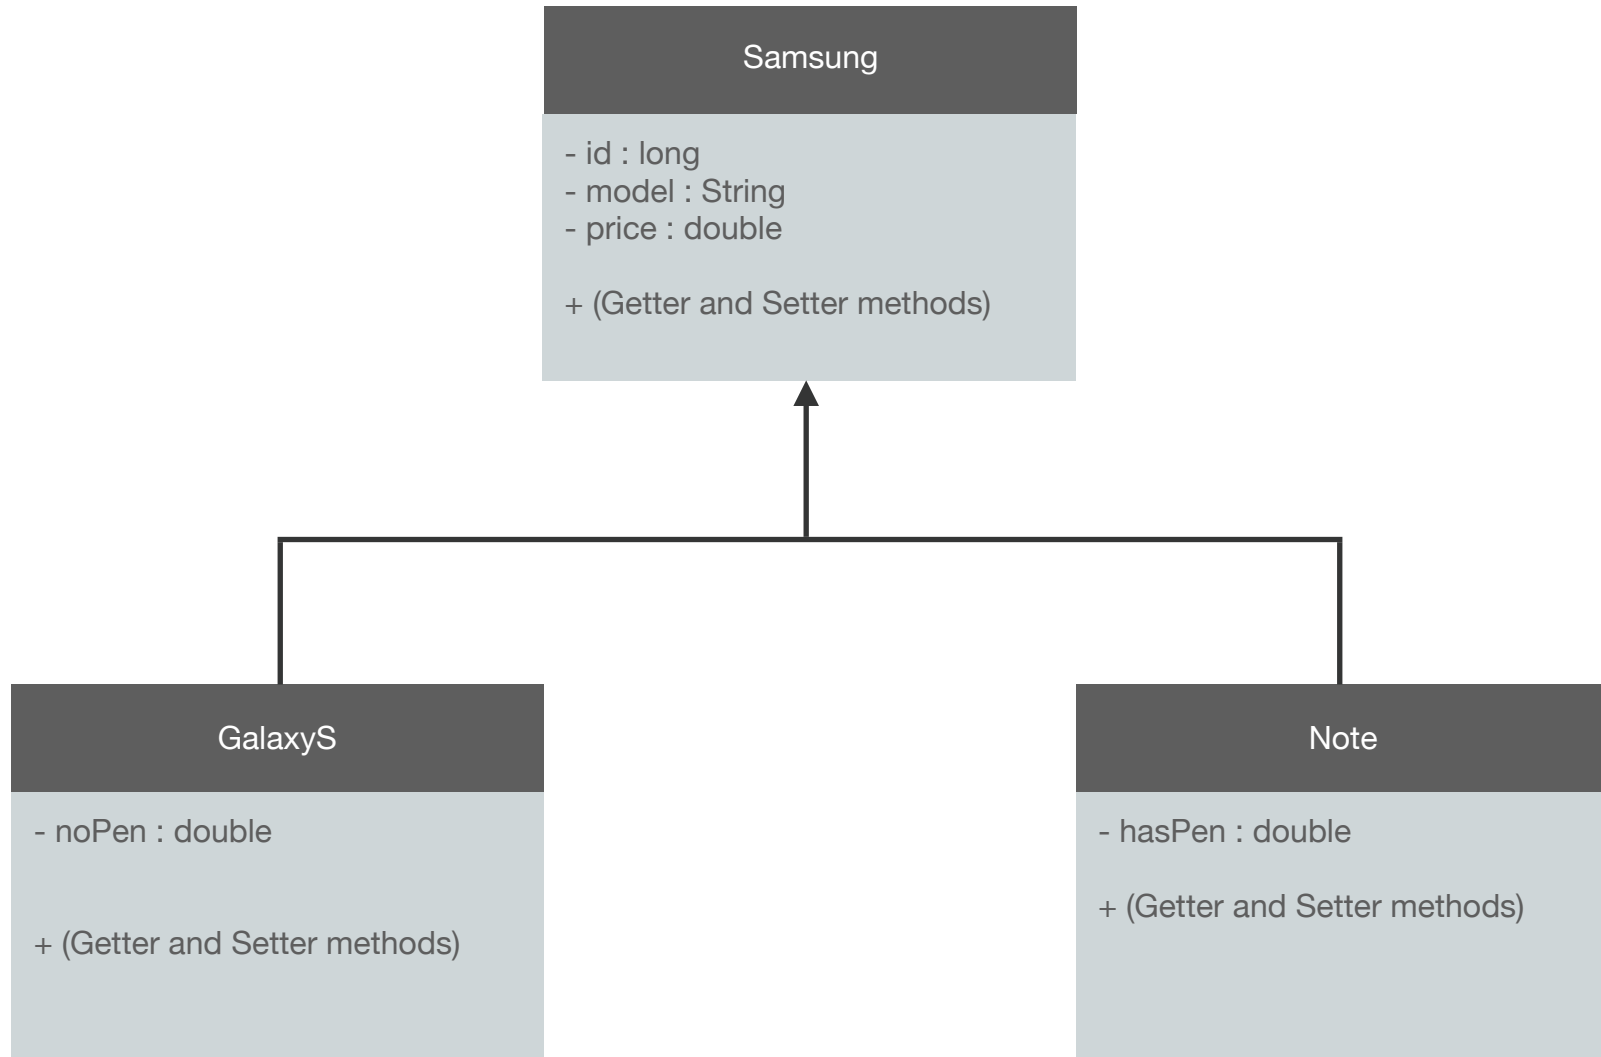 Samsung
- id : long
- model : String
- price : double
+ (Getter and Setter methods)
GalaxyS
- noPen : double
+ (Getter and Setter methods)
Note
- hasPen : double
+ (Getter and Setter methods)